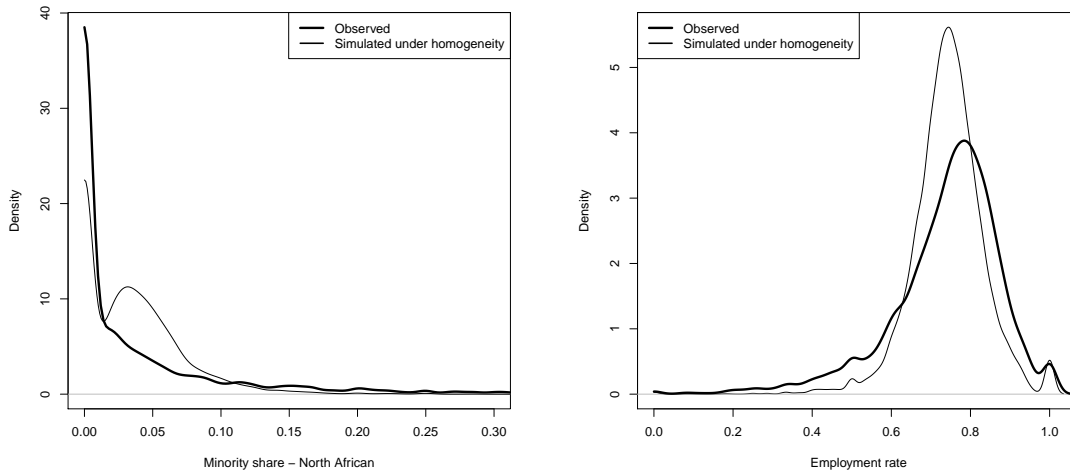 Observed
Simulated under homogeneity
Density
40
30
20
10
0
0.00 0.05 0.10 0.15 0.20 0.25 0.30
Minority share − North African
Observed
Simulated under homogeneity
Density
5
4
3
2
1
0
0.0 0.2 0.4 0.6 0.8 1.0
Employment rate